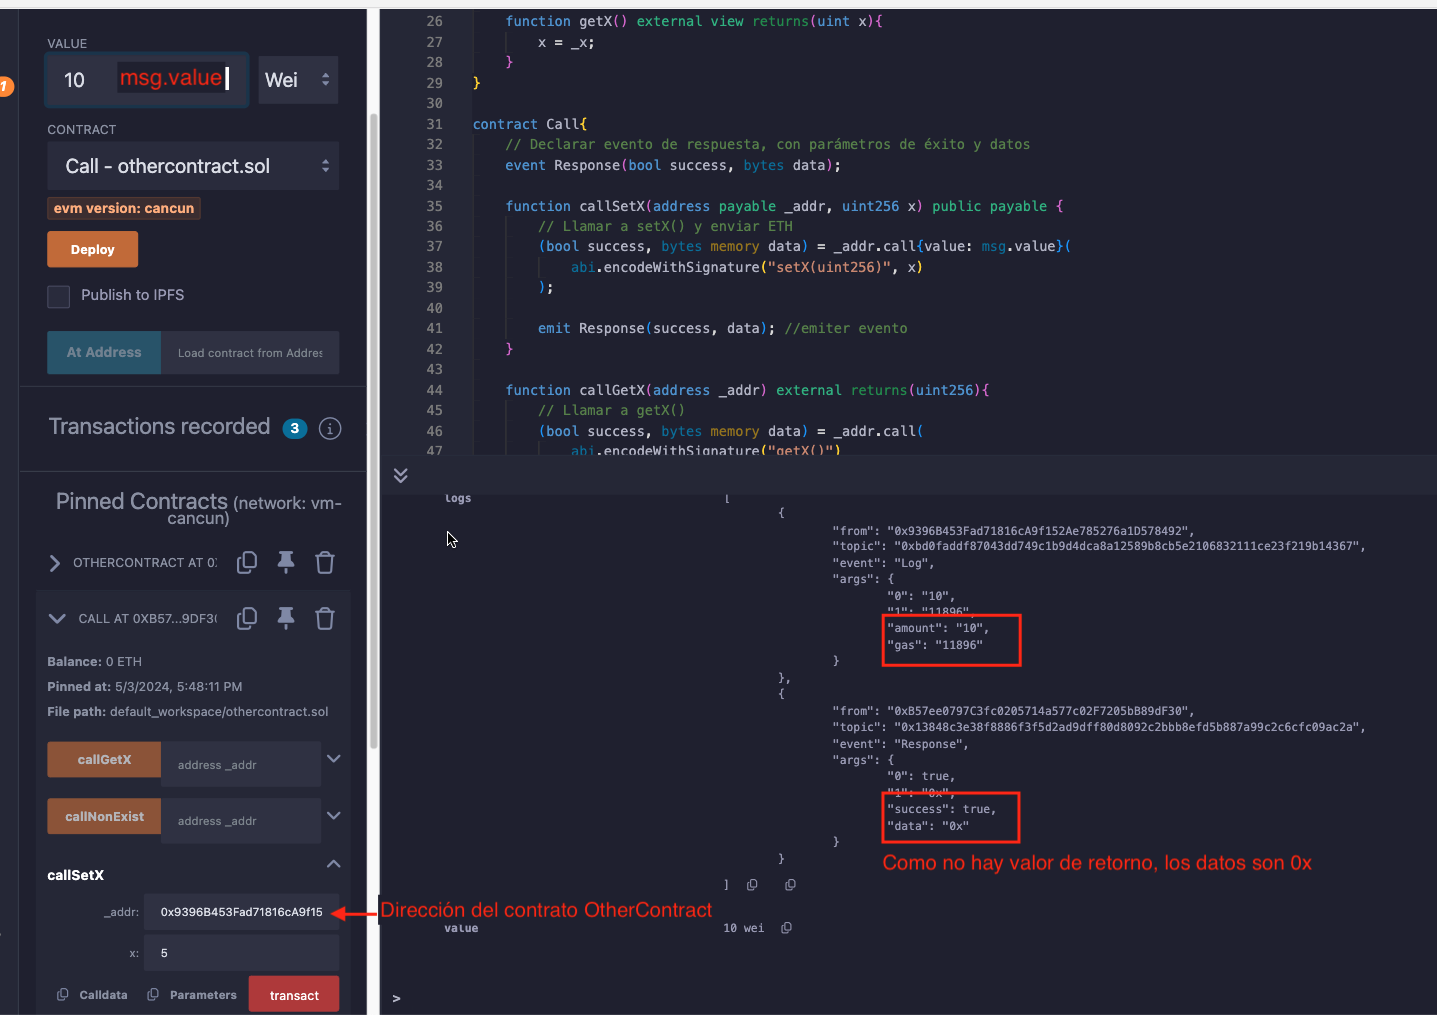 VALUE
10 msg.value Wei
1
CONTRACT
Call - othercontract.sol
evm version: cancun
Deploy
Publish to IPFS
At Address Load contract from Addres
Transactions recorded 3 i
Pinned Contracts (network: vm-
cancun)
OTHERCONTRACT AT 0X
CALL AT 0XB57...9DF30
Balance: 0 ETH
Pinned at: 5/3/2024, 5:48:11 PM
File path: default_workspace/othercontract.sol
callGetX address _addr
callNonExist address _addr
callSetX
_addr: 0x9396B453Fad71816cA9f15
x: 5
Calldata Parameters transact
26 function getX() external view returns(uint x){
27 x = _x;
28 }
29 }
30
31 contract Call{
32 // Declarar evento de respuesta, con parámetros de éxito y datos
33 event Response(bool success, bytes data);
34
35 function callSetX(address payable _addr, uint256 x) public payable {
36 // Llamar a setX() y enviar ETH
37 (bool success, bytes memory data) = _addr.call{value: msg.value}(
38 abi.encodeWithSignature("setX(uint256)", x)
39 );
40
41 emit Response(success, data); //emiter evento
42 }
43
44 function callGetX(address _addr) external returns(uint256){
45 // Llamar a getX()
46 (bool success, bytes memory data) = _addr.call(
47 abi.encodeWithSignature("getX()")
logs [
{
"from": "0x9396B453Fad71816cA9f152Ae785276a1D578492",
"topic": "0xbd0faddf87043dd749c1b9d4dca8a12589b8cb5e2106832111ce23f219b14367",
"event": "Log",
"args": {
"0": "10",
"1": "11896",
"amount": "10",
"gas": "11896"
}
},
{
"from": "0xB57ee0797C3fc0205714a577c02F7205bB89dF30",
"topic": "0x13848c3e38f8886f3f5d2ad9dff80d8092c2bbb8efd5b887a99c2c6cfc09ac2a",
"event": "Response",
"args": {
"0": true,
"1": "0x",
"success": true,
"data": "0x"
}
}
Como no hay valor de retorno, los datos son 0x
]
Dirección del contrato OtherContract
value 10 wei
>